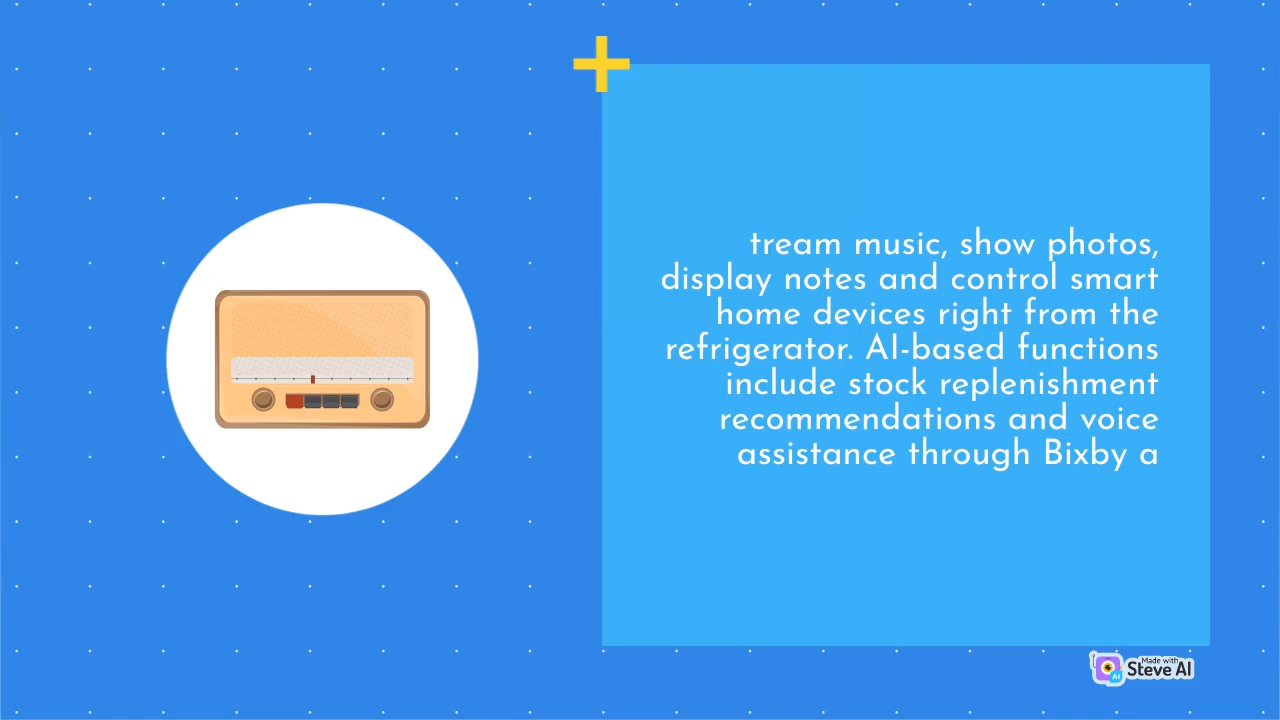 tream music, show photos,
display notes and control smart
home devices right from the
refrigerator. AI-based functions
include stock replenishment
recommendations and voice
assistance through Bixby a
Made with
Steve AI
AI